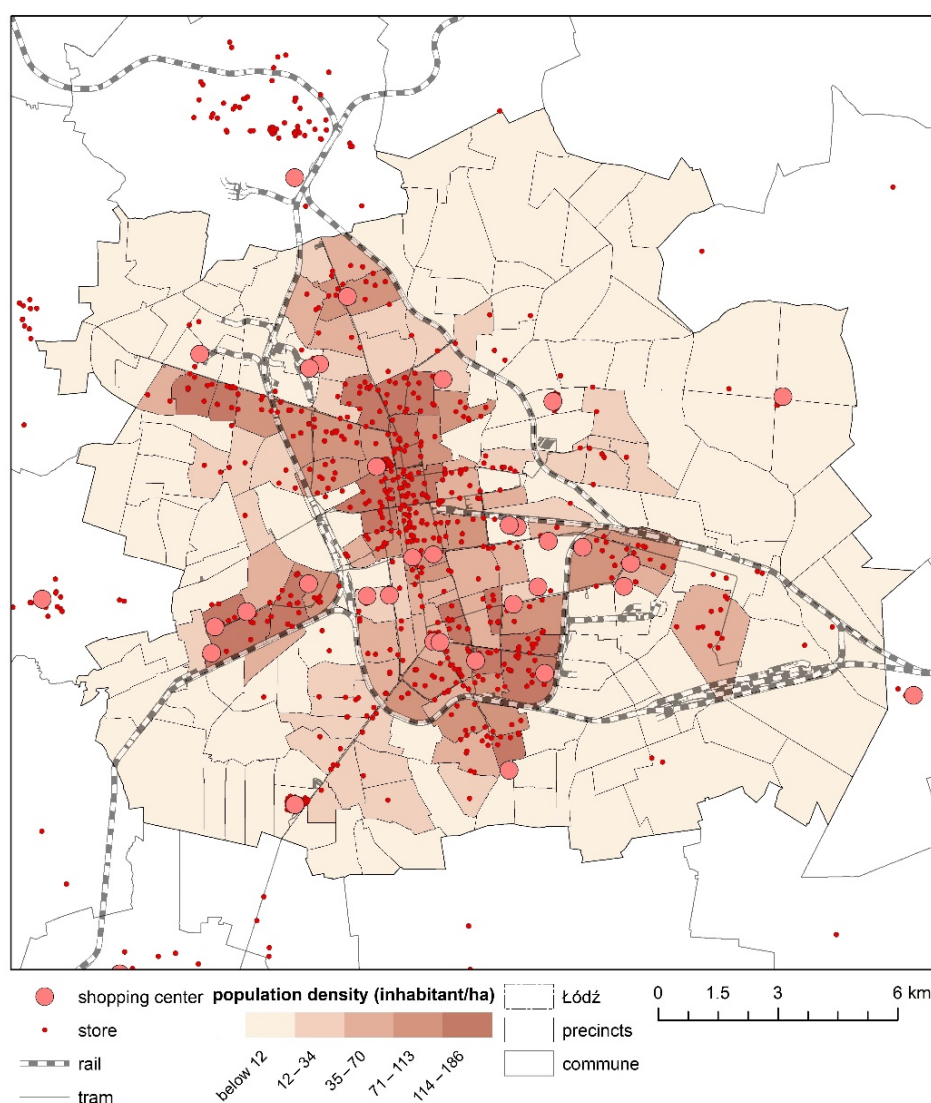 shopping center
store
rail
tram
population density (inhabitant/ha)
below 12
12 – 34
35 – 70
71 – 113
114 – 186
Łódź
precincts
commune
0 1.5 3 6 km